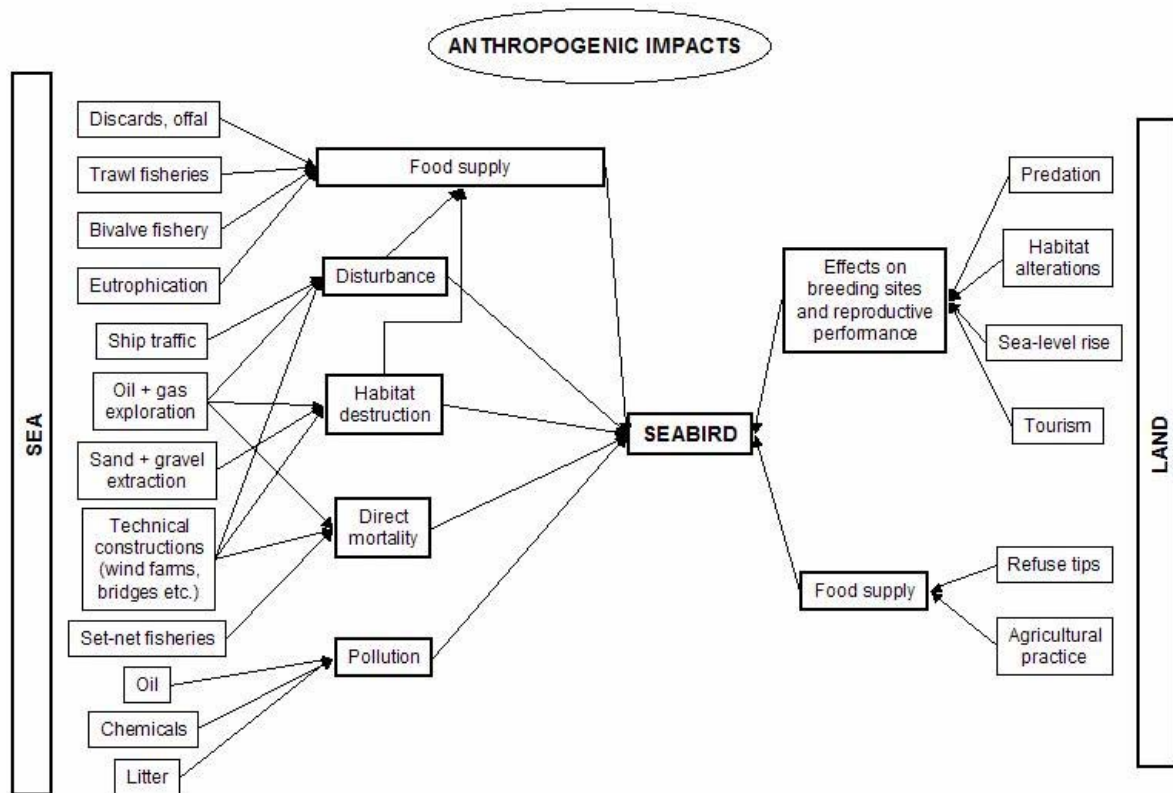 ANTHROPOGENIC IMPACTS
SEA
Discards, offal
Trawl fisheries
Bivalve fishery
Eutrophication
Ship traffic
Oil + gas
exploration
Sand + gravel
extraction
Technical
constructions
(wind farms,
bridges etc.)
Set-net fisheries
Oil
Chemicals
Litter
Food supply
Disturbance
Habitat
destruction
Direct
mortality
Pollution
SEABIRD
Effects on
breeding sites
and reproductive
performance
Food supply
Predation
Habitat
alterations
Sea-level rise
Tourism
Refuse tips
Agricultural
practice
LAND